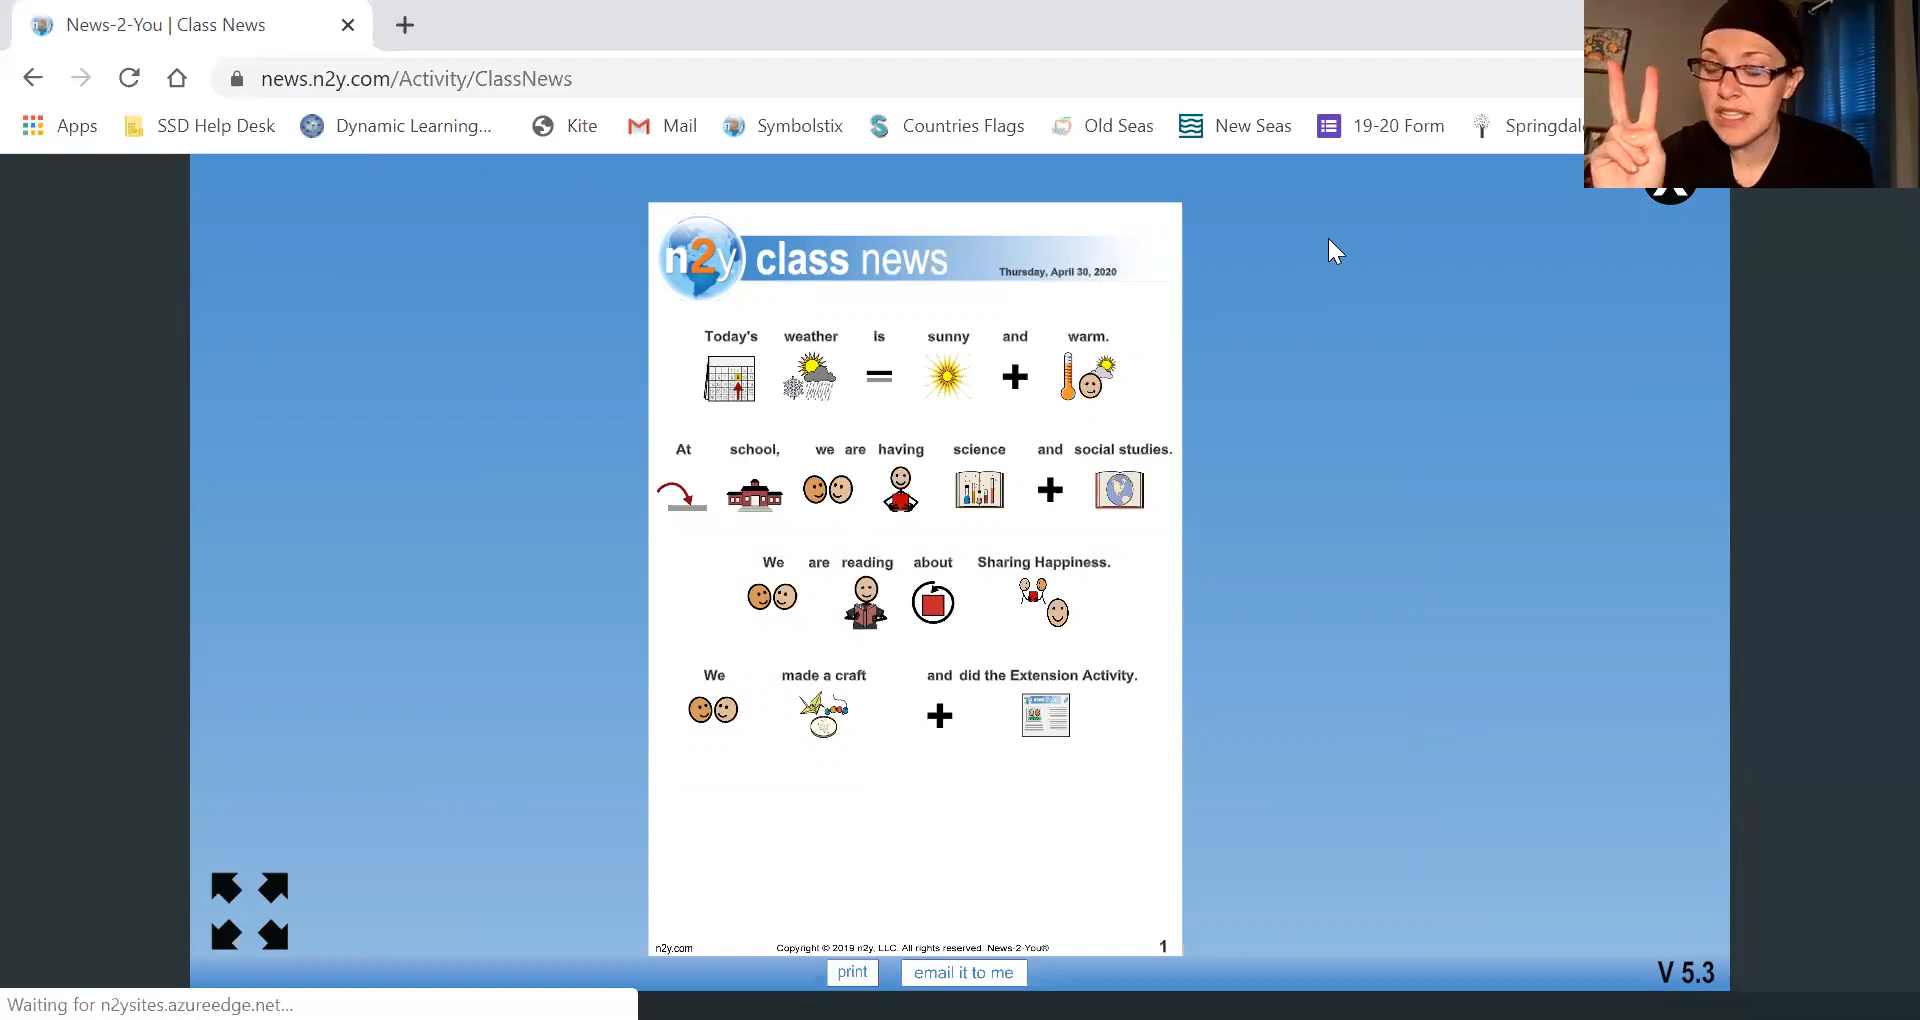 News-2-You | Class News
news.n2y.com/Activity/ClassNews
Apps SSD Help Desk Dynamic Learning... Kite Mail Symbolstix Countries Flags Old Seas New Seas 19-20 Form Springdal
n2y class news
Thursday, April 30, 2020
Today's weather is sunny and warm.
At school, we are having science and social studies.
We are reading about Sharing Happiness.
We made a craft and did the Extension Activity.
n2y.com Copyright © 2019 n2y, LLC. All rights reserved. News-2-You® 1
print email it to me
V 5.3
Waiting for n2ysites.azureedge.net...